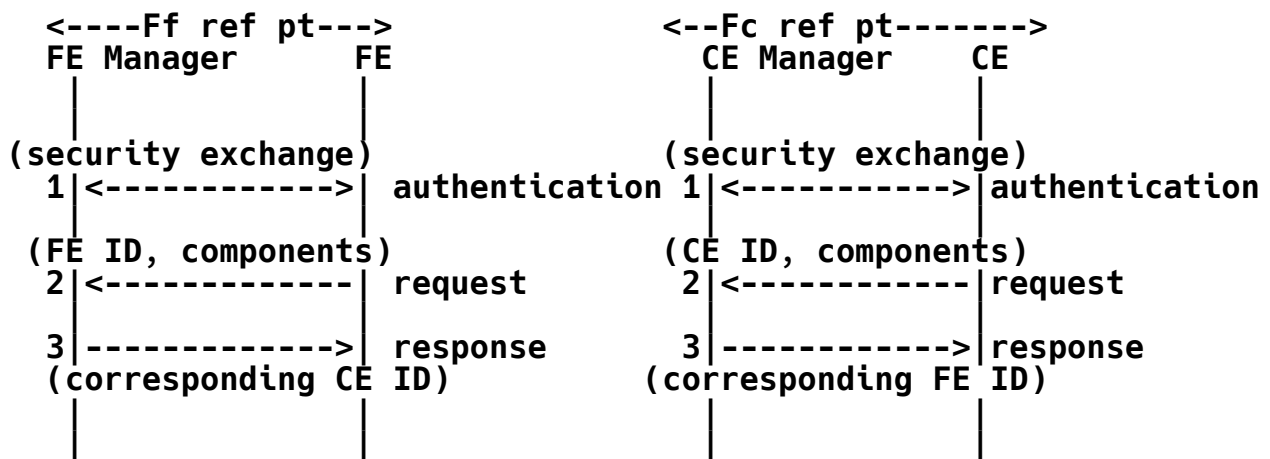 <----Ff ref pt---> <--Fc ref pt------->
FE Manager FE CE Manager CE
| | | |
| | | |
(security exchange) (security exchange)
1|<------------>| authentication 1|<----------->|authentication
| | | |
(FE ID, components) (CE ID, components)
2|<-------------| request 2|<------------|request
| | | |
3|------------->| response 3|------------>|response
(corresponding CE ID) (corresponding FE ID)
| | | |
| | | |